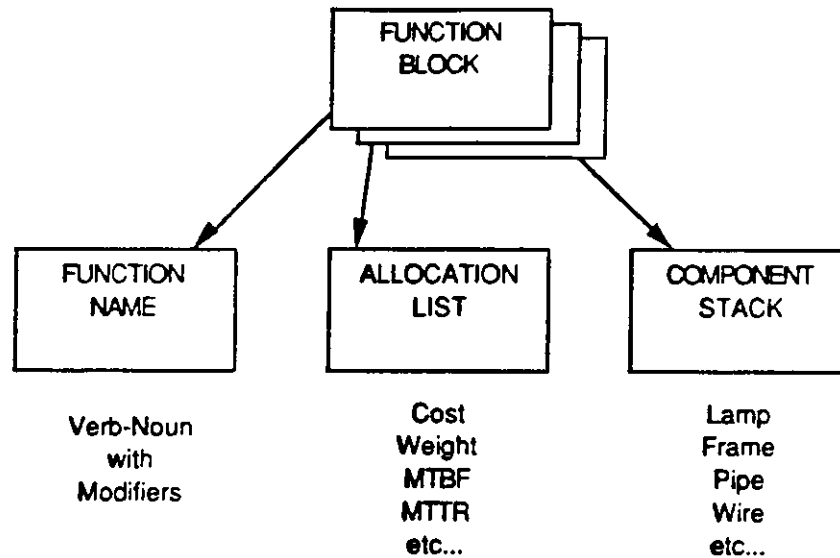 FUNCTION
BLOCK
FUNCTION
NAME
ALLOCATION
LIST
COMPONENT
STACK
Verb-Noun
with
Modifiers
Cost
Weight
MTBF
MTTR
etc...
Lamp
Frame
Pipe
Wire
etc...